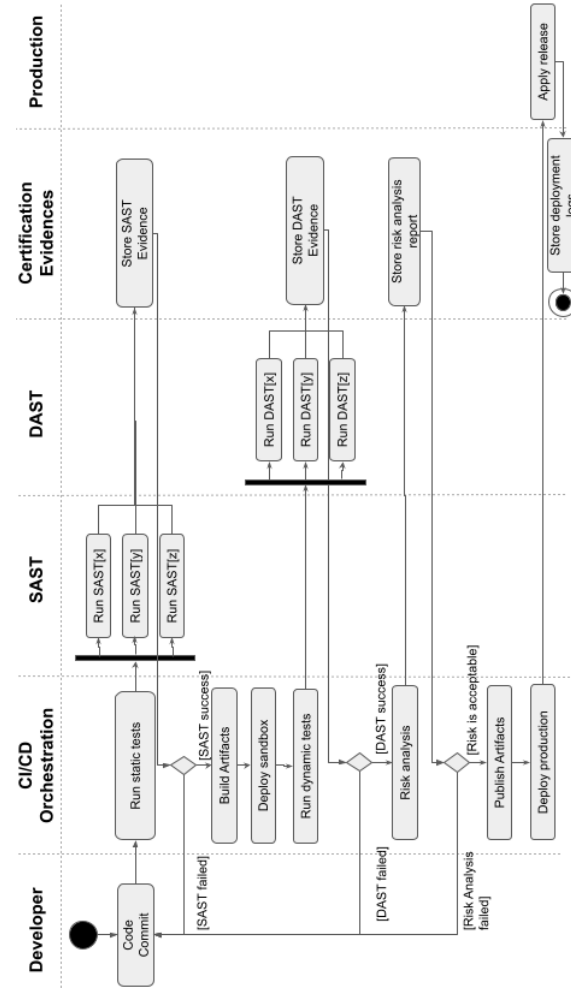 Developer
CI/CD
Orchestration
SAST
DAST
Certification
Evidences
Production
Code
Commit
Run static tests
Run SAST[x]
Run SAST[y]
Run SAST[z]
Store SAST
Evidence
[SAST failed]
[SAST success]
Build Artifacts
Deploy sandbox
Run dynamic tests
Run DAST[x]
Run DAST[y]
Run DAST[z]
Store DAST
Evidence
[DAST failed]
[DAST success]
Risk analysis
Store risk analysis
report
[Risk Analysis
failed]
[Risk is acceptable]
Publish Artifacts
Deploy production
Apply release
Store deployment
logs